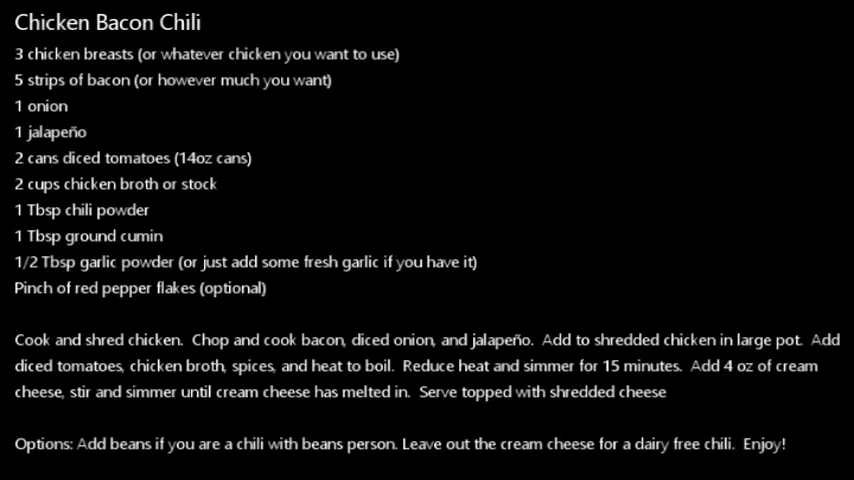 Chicken Bacon Chili
3 chicken breasts (or whatever chicken you want to use)
5 strips of bacon (or however much you want)
1 onion
1 jalapeño
2 cans diced tomatoes (14oz cans)
2 cups chicken broth or stock
1 Tbsp chili powder
1 Tbsp ground cumin
1/2 Tbsp garlic powder (or just add some fresh garlic if you have it)
Pinch of red pepper flakes (optional)
Cook and shred chicken.  Chop and cook bacon, diced onion, and jalapeño.  Add to shredded chicken in large pot.  Add
diced tomatoes, chicken broth, spices, and heat to boil.  Reduce heat and simmer for 15 minutes.  Add 4 oz of cream
cheese, stir and simmer until cream cheese has melted in.  Serve topped with shredded cheese
Options: Add beans if you are a chili with beans person. Leave out the cream cheese for a dairy free chili.  Enjoy!